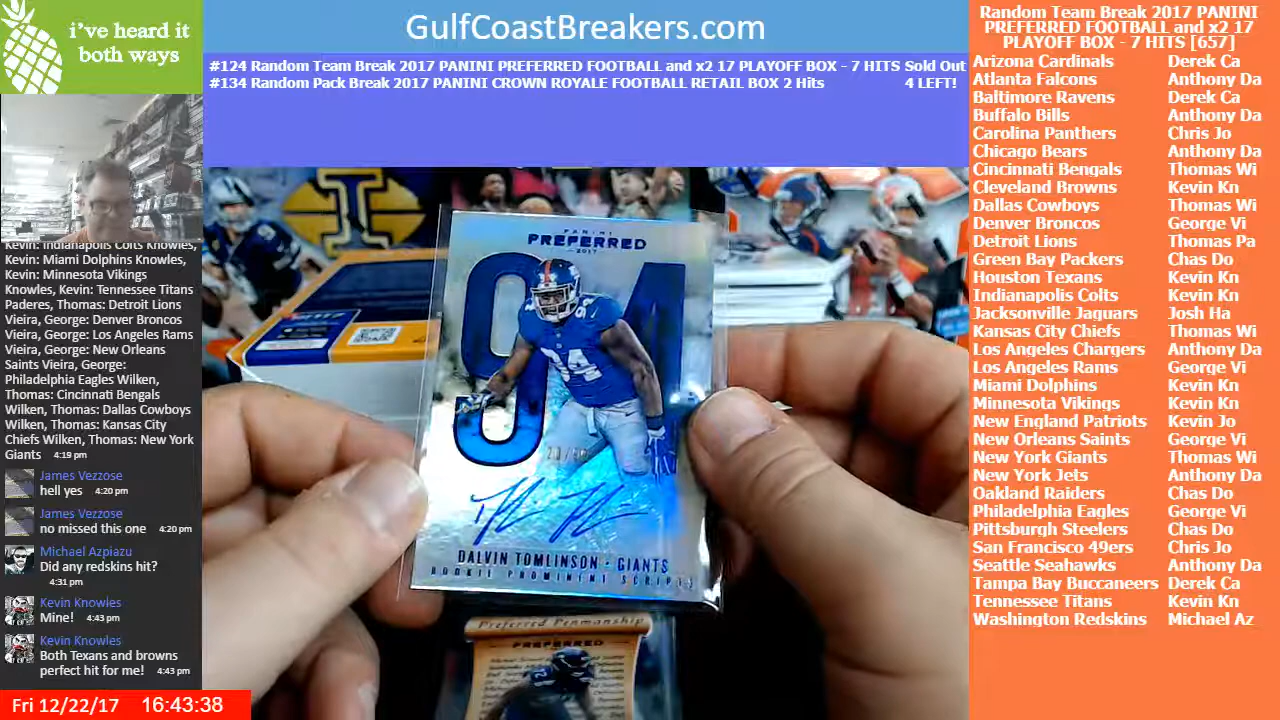 i've heard it
both ways
GulfCoastBreakers.com
#124 Random Team Break 2017 PANINI PREFERRED FOOTBALL and x2 17 PLAYOFF BOX - 7 HITS Sold Out
#134 Random Pack Break 2017 PANINI CROWN ROYALE FOOTBALL RETAIL BOX 2 Hits 4 LEFT!
Random Team Break 2017 PANINI
PREFERRED FOOTBALL and x2 17
PLAYOFF BOX - 7 HITS [657]
Arizona Cardinals Derek Ca
Atlanta Falcons Anthony Da
Baltimore Ravens Derek Ca
Buffalo Bills Anthony Da
Carolina Panthers Chris Jo
Chicago Bears Anthony Da
Cincinnati Bengals Thomas Wi
Cleveland Browns Kevin Kn
Dallas Cowboys Thomas Wi
Denver Broncos George Vi
Detroit Lions Thomas Pa
Green Bay Packers Chas Do
Houston Texans Kevin Kn
Indianapolis Colts Kevin Kn
Jacksonville Jaguars Josh Ha
Kansas City Chiefs Thomas Wi
Los Angeles Chargers Anthony Da
Los Angeles Rams George Vi
Miami Dolphins Kevin Kn
Minnesota Vikings Kevin Kn
New England Patriots Kevin Jo
New Orleans Saints George Vi
New York Giants Thomas Wi
New York Jets Anthony Da
Oakland Raiders Chas Do
Philadelphia Eagles George Vi
Pittsburgh Steelers Chas Do
San Francisco 49ers Chris Jo
Seattle Seahawks Anthony Da
Tampa Bay Buccaneers Derek Ca
Tennessee Titans Kevin Kn
Washington Redskins Michael Az
Kevin: Indianapolis Colts Knowles,
Kevin: Miami Dolphins Knowles,
Kevin: Minnesota Vikings
Knowles, Kevin: Tennessee Titans
Paderes, Thomas: Detroit Lions
Vieira, George: Denver Broncos
Vieira, George: Los Angeles Rams
Vieira, George: New Orleans
Saints Vieira, George:
Philadelphia Eagles Wilken,
Thomas: Cincinnati Bengals
Wilken, Thomas: Dallas Cowboys
Wilken, Thomas: Kansas City
Chiefs Wilken, Thomas: New York
Giants 4:19 pm
James Vezzose
hell yes 4:20 pm
James Vezzose
no missed this one 4:20 pm
Michael Azpiazu
Did any redskins hit?
4:31 pm
Kevin Knowles
Mine! 4:43 pm
Kevin Knowles
Both Texans and browns
perfect hit for me! 4:43 pm
Fri 12/22/17 16:43:38
PANINI
PREFERRED
2017
94
94
94
DALVIN TOMLINSON - GIANTS
ROOKIE PROMINENT SCRIPTS
Preferred Penmanship
PREFERRED